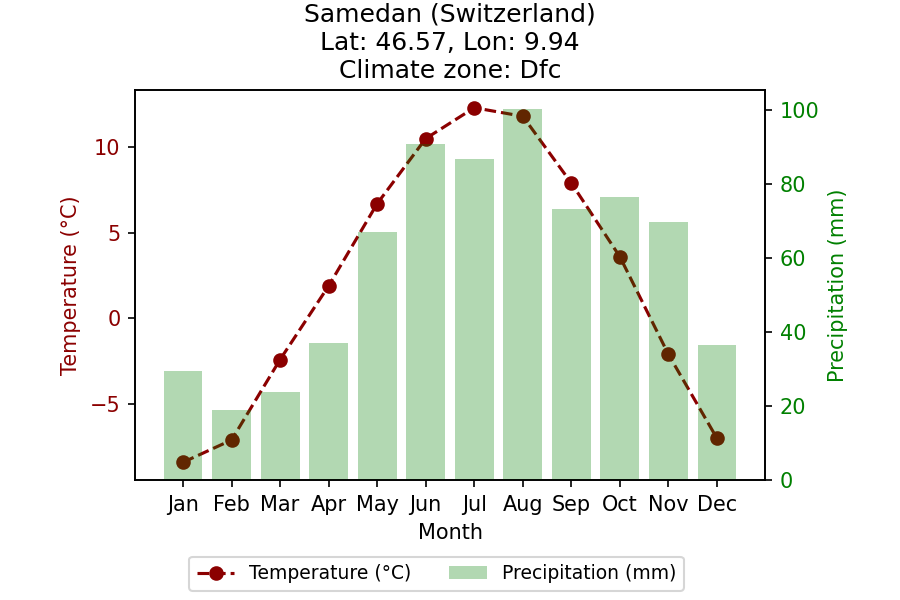 Samedan (Switzerland)
Lat: 46.57, Lon: 9.94
Climate zone: Dfc
10
5
0
−5
Temperature (°C)
100
80
60
40
20
0
Precipitation (mm)
Jan Feb Mar Apr May Jun Jul Aug Sep Oct Nov Dec
Month
Temperature (°C) Precipitation (mm)